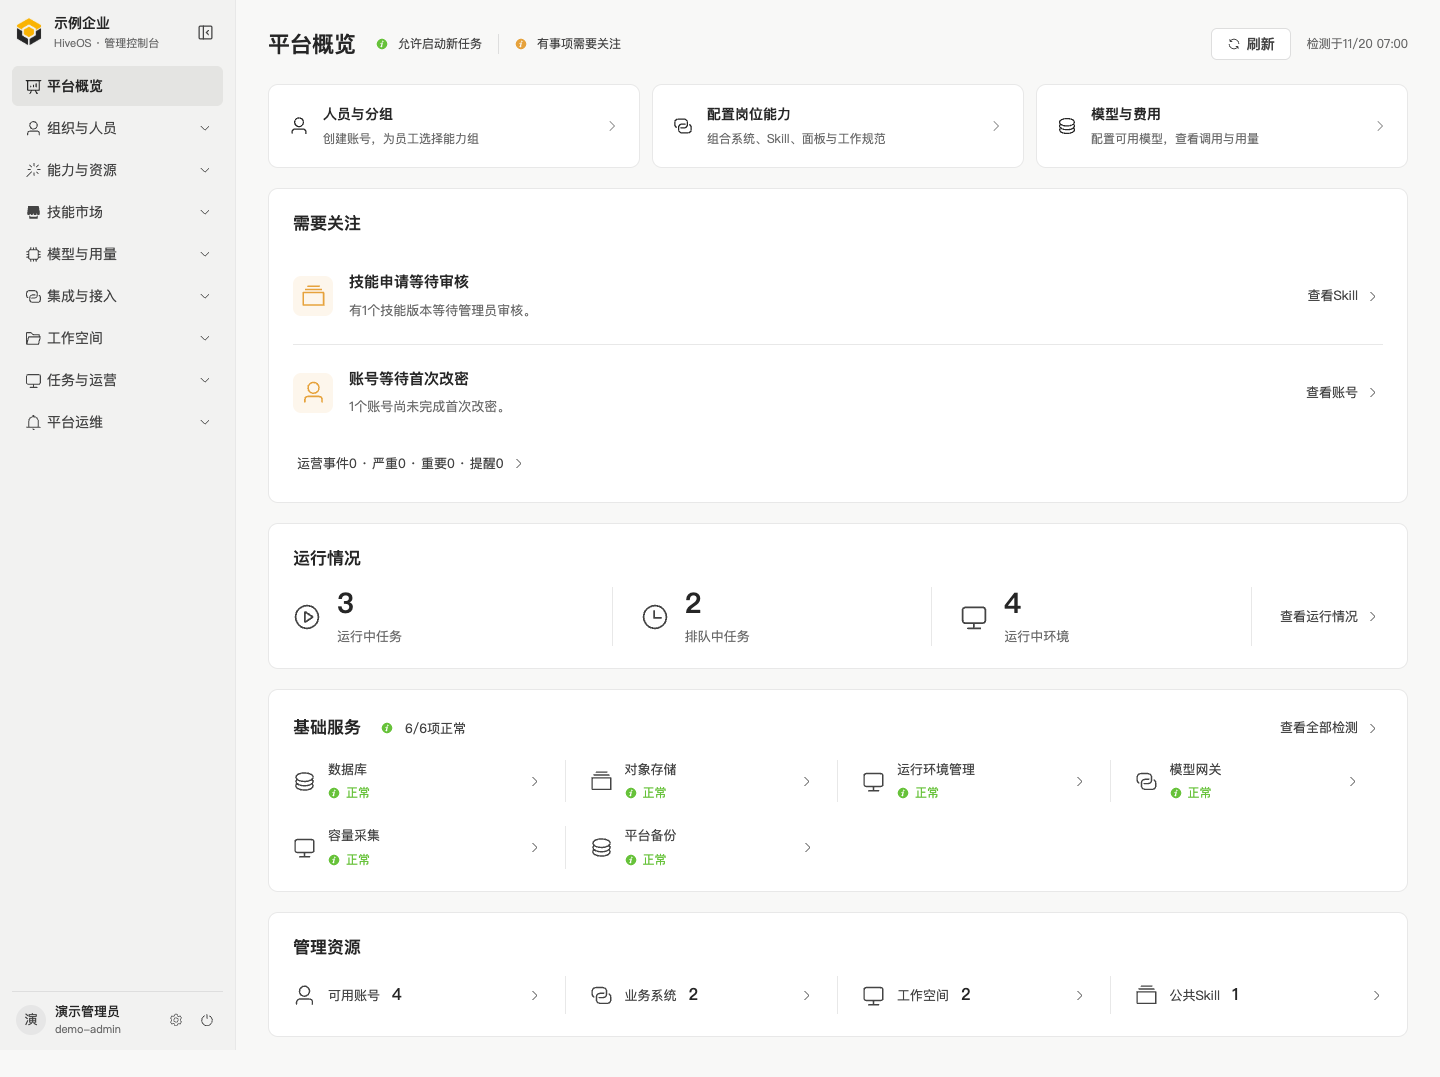 示例企业
HiveOS · 管理控制台
平台概览
组织与人员
能力与资源
技能市场
模型与用量
集成与接入
工作空间
任务与运营
平台运维
演
演示管理员
demo-admin
平台概览
允许启动新任务
有事项需要关注
刷新
检测于11/20 07:00
人员与分组
创建账号，为员工选择能力组
配置岗位能力
组合系统、Skill、面板与工作规范
模型与费用
配置可用模型，查看调用与用量
需要关注
技能申请等待审核
有1个技能版本等待管理员审核。
查看Skill
账号等待首次改密
1个账号尚未完成首次改密。
查看账号
运营事件0 · 严重0 · 重要0 · 提醒0
运行情况
3
运行中任务
2
排队中任务
4
运行中环境
查看运行情况
基础服务
6/6项正常
查看全部检测
数据库
正常
对象存储
正常
运行环境管理
正常
模型网关
正常
容量采集
正常
平台备份
正常
管理资源
可用账号 4
业务系统 2
工作空间 2
公共Skill 1